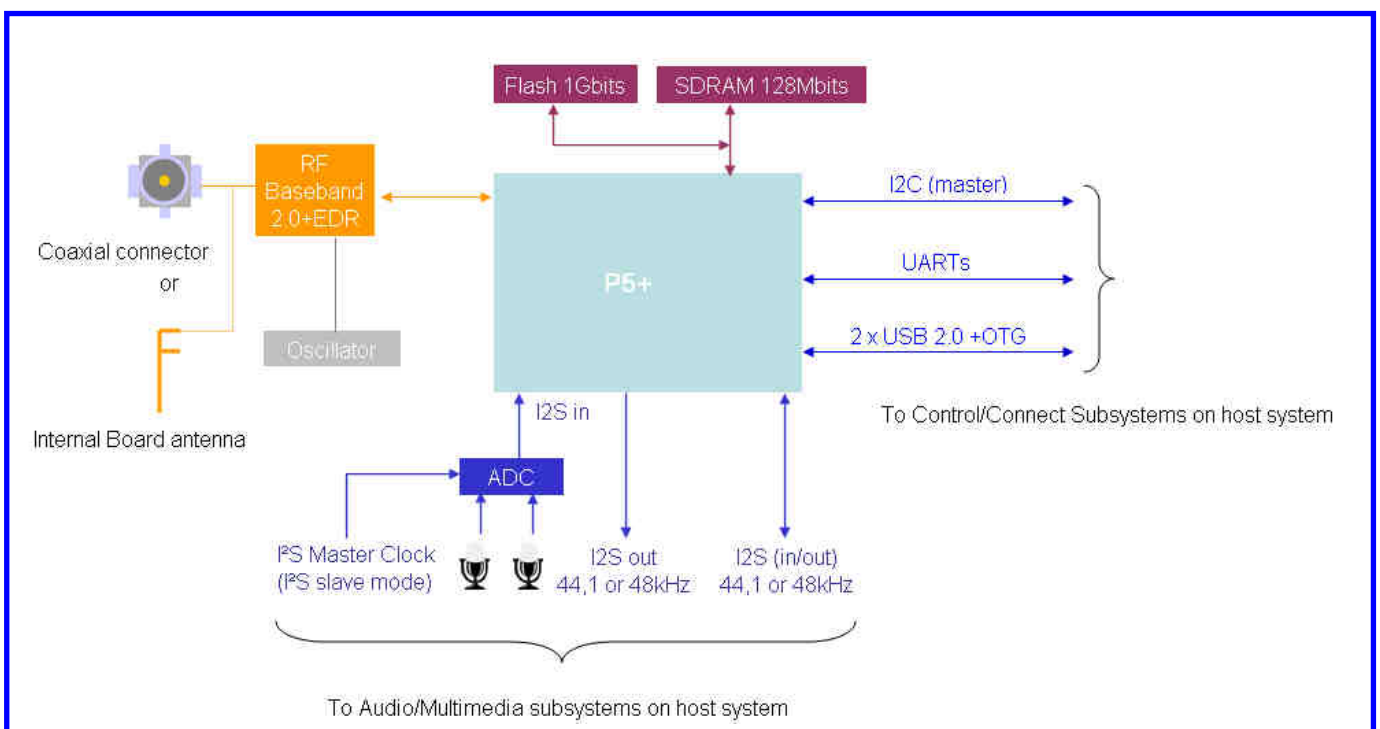 Flash 1Gbits
SDRAM 128Mbits
RF
Baseband
2.0+EDR
I2C (master)
Coaxial connector
or
UARTs
P5+
Oscillator
2 x USB 2.0 +OTG
I2S in
To Control/Connect Subsystems on host system
Internal Board antenna
ADC
I²S Master Clock
(I²S slave mode)
I2S out
44,1 or 48kHz
I2S (in/out)
44,1 or 48kHz
To Audio/Multimedia subsystems on host system